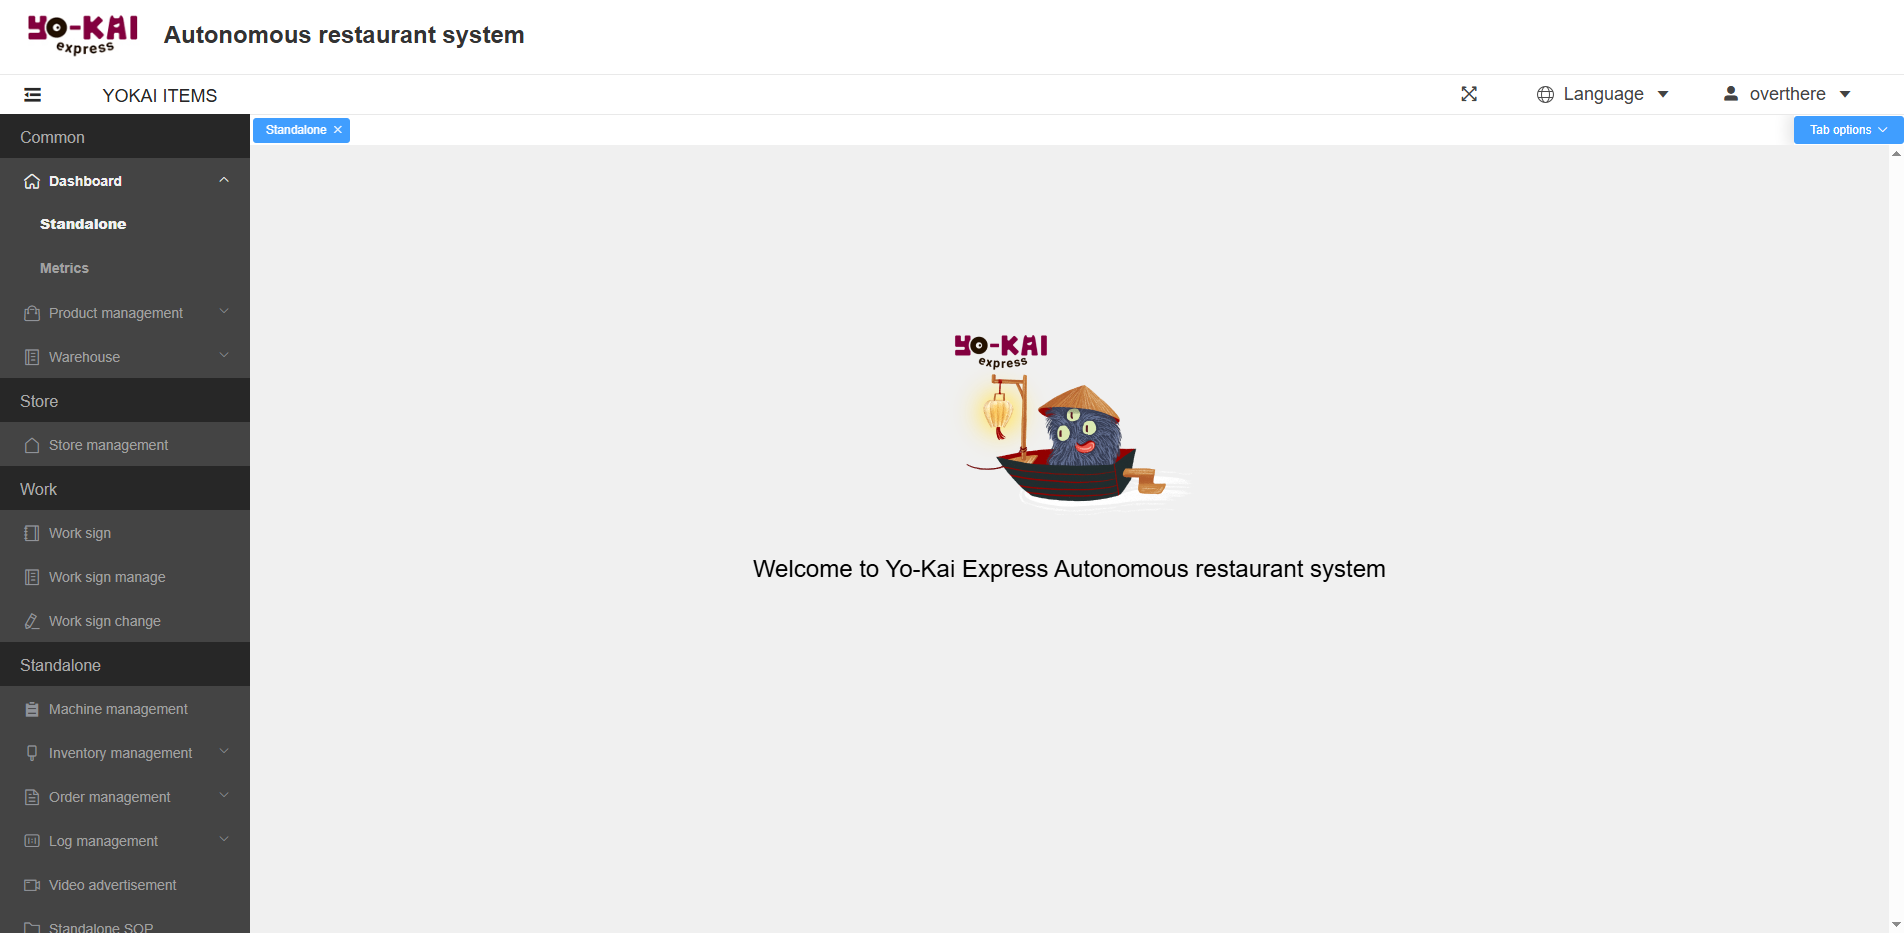 YO-KAI
express
Autonomous restaurant system
YOKAI ITEMS
Language
overthere
Common
Dashboard
Standalone
Metrics
Product management
Warehouse
Store
Store management
Work
Work sign
Work sign manage
Work sign change
Standalone
Machine management
Inventory management
Order management
Log management
Video advertisement
Standalone SOP
Standalone
Tab options
YO-KAI
express
Welcome to Yo-Kai Express Autonomous restaurant system